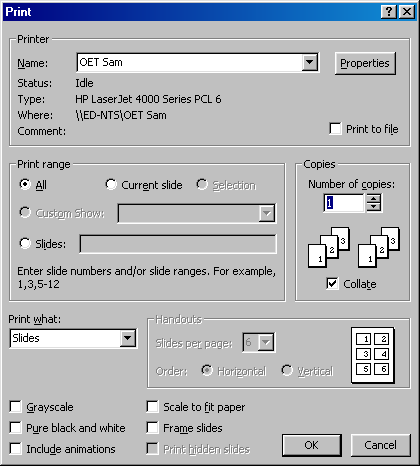 Print
Printer
Name: OET Sam Properties
Status: Idle
Type: HP LaserJet 4000 Series PCL 6
Where: \\ED-NTS\OET Sam
Comment: Print to file
Print range
All Current slide Selection
Custom Show:
Slides:
Enter slide numbers and/or slide ranges. For example,
1,3,5-12
Copies
Number of copies:
1
1 2 3 1 2 3
Collate
Print what:
Slides
Handouts
Slides per page: 6
Order: Horizontal Vertical
1 2
3 4
5 6
Grayscale Scale to fit paper
Pure black and white Frame slides
Include animations Print hidden slides
OK Cancel